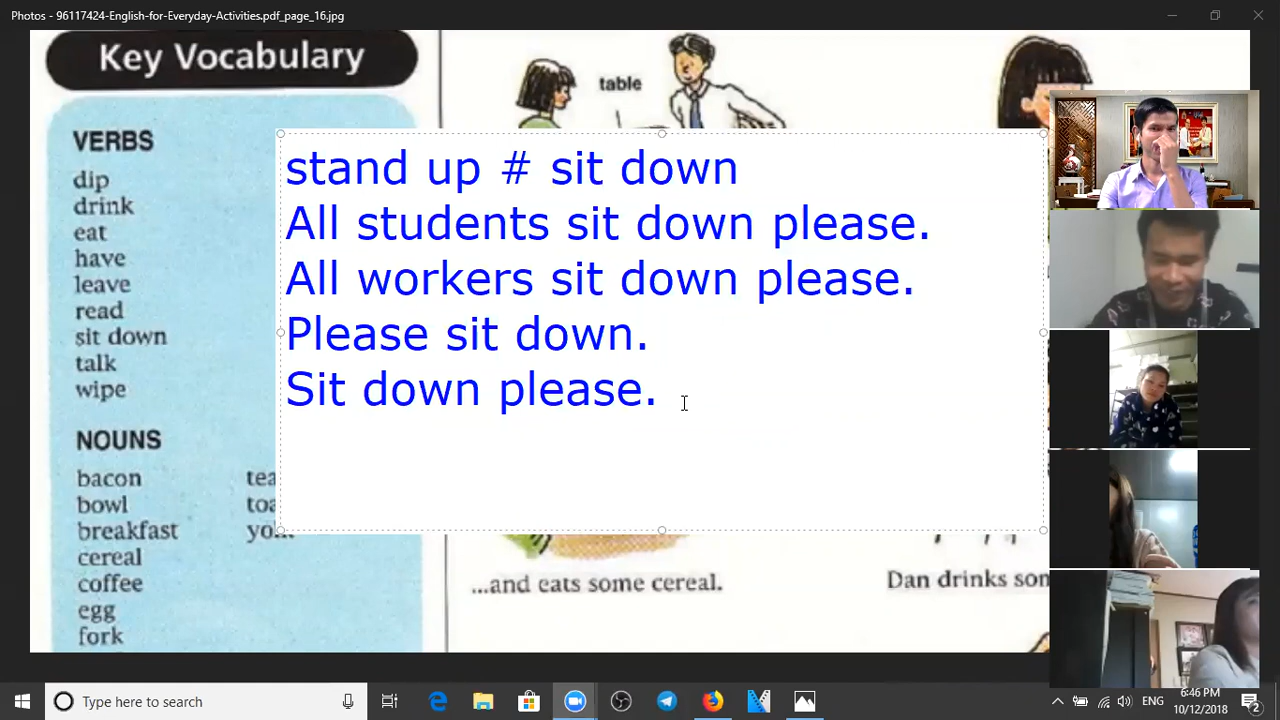 Photos - 96117424-English-for-Everyday-Activities.pdf_page_16.jpg
Key Vocabulary
VERBS
dip
drink
eat
have
leave
read
sit down
talk
wipe
NOUNS
bacon
bowl
breakfast
cereal
coffee
egg
fork
table
stand up # sit down
All students sit down please.
All workers sit down please.
Please sit down.
Sit down please.
...and eats some cereal.
Dan drinks
Type here to search
ENG
6:46 PM
10/12/2018
2